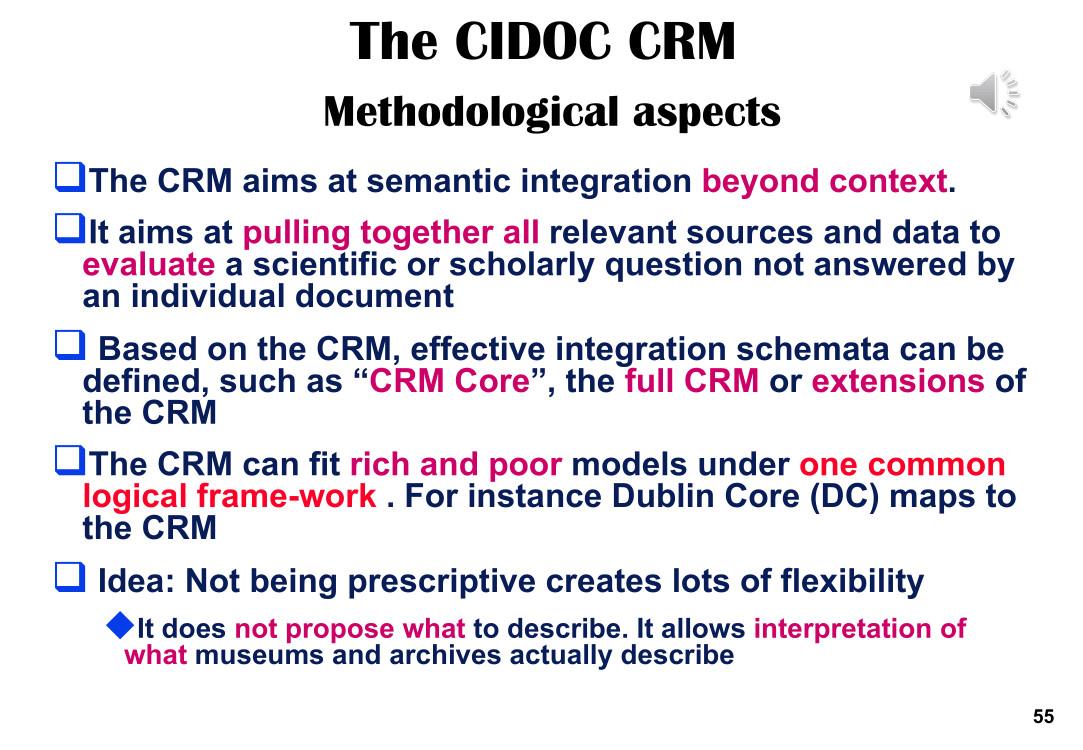 The CIDOC CRM
Methodological aspects
The CRM aims at semantic integration beyond context.
It aims at pulling together all relevant sources and data to
evaluate a scientific or scholarly question not answered by
an individual document
Based on the CRM, effective integration schemata can be
defined, such as “CRM Core”, the full CRM or extensions of
the CRM
The CRM can fit rich and poor models under one common
logical frame-work . For instance Dublin Core (DC) maps to
the CRM
Idea: Not being prescriptive creates lots of flexibility
It does not propose what to describe. It allows interpretation of
what museums and archives actually describe
55